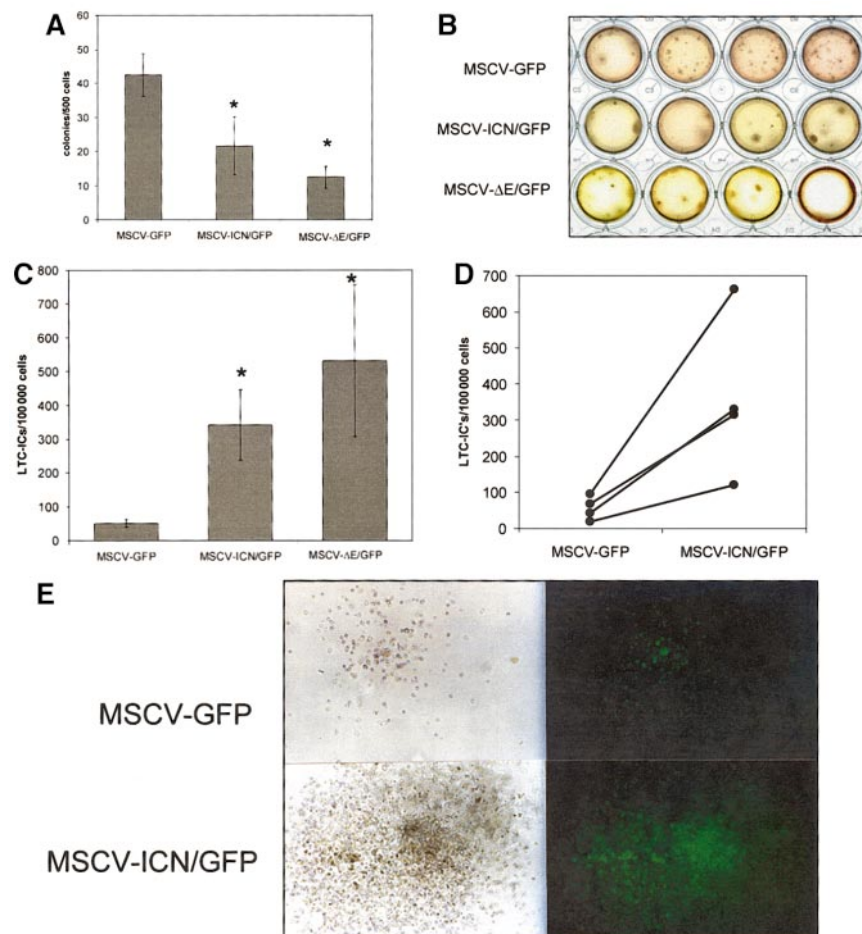 A
60
50
40
30
20
10
0
colonies/500 cells
*
*
MSCV-GFP
MSCV-ICN/GFP
MSCV-ΔE/GFP
B
MSCV-GFP
MSCV-ICN/GFP
MSCV-ΔE/GFP
C
800
700
600
500
400
300
200
100
0
LTC-ICs/100000 cells
*
*
MSCV-GFP
MSCV-ICN/GFP
MSCV-ΔE/GFP
D
700
600
500
400
300
200
100
0
LTC-IC's/100000 cells
MSCV-GFP
MSCV-ICN/GFP
E
MSCV-GFP
MSCV-ICN/GFP